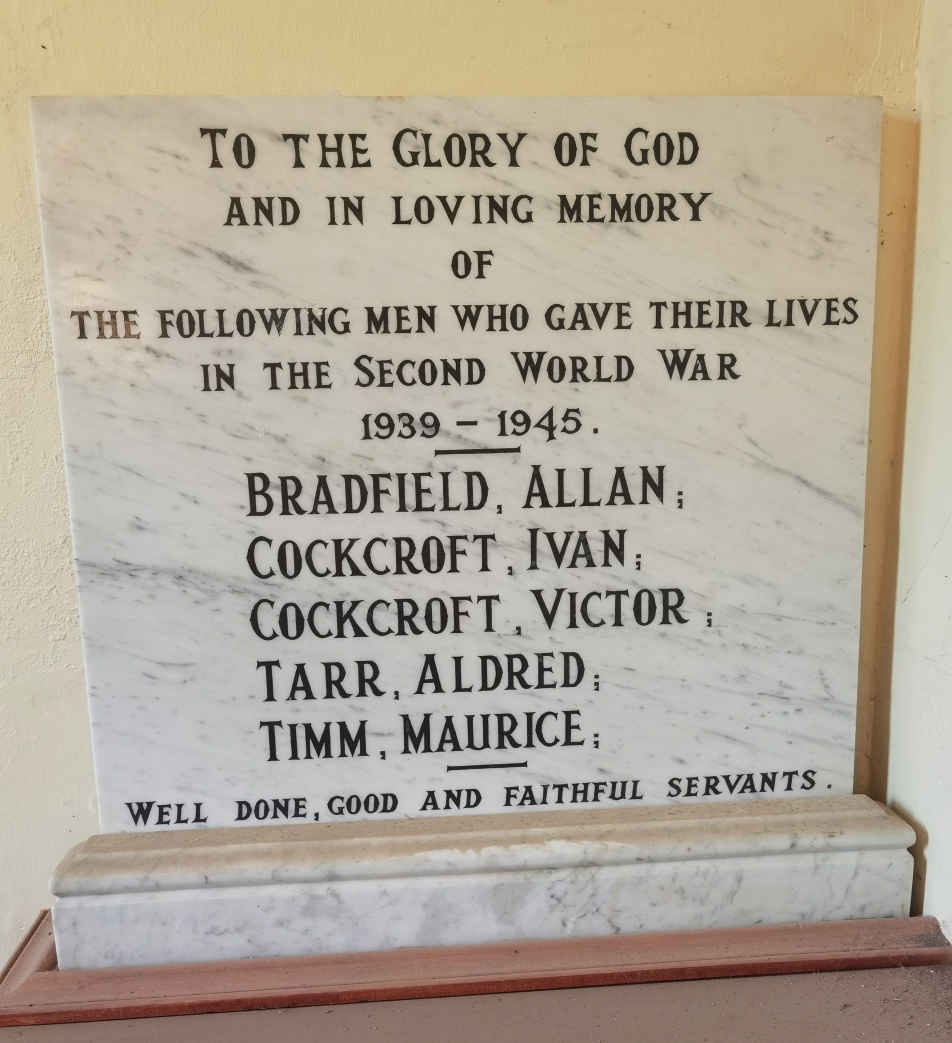 To the Glory of God
and in loving memory
of
the following men who gave their lives
in the Second World War
1939 – 1945.
Bradfield, Allan;
Cockcroft, Ivan;
Cockcroft, Victor;
Tarr, Aldred;
Timm, Maurice;
Well done, good and faithful servants.